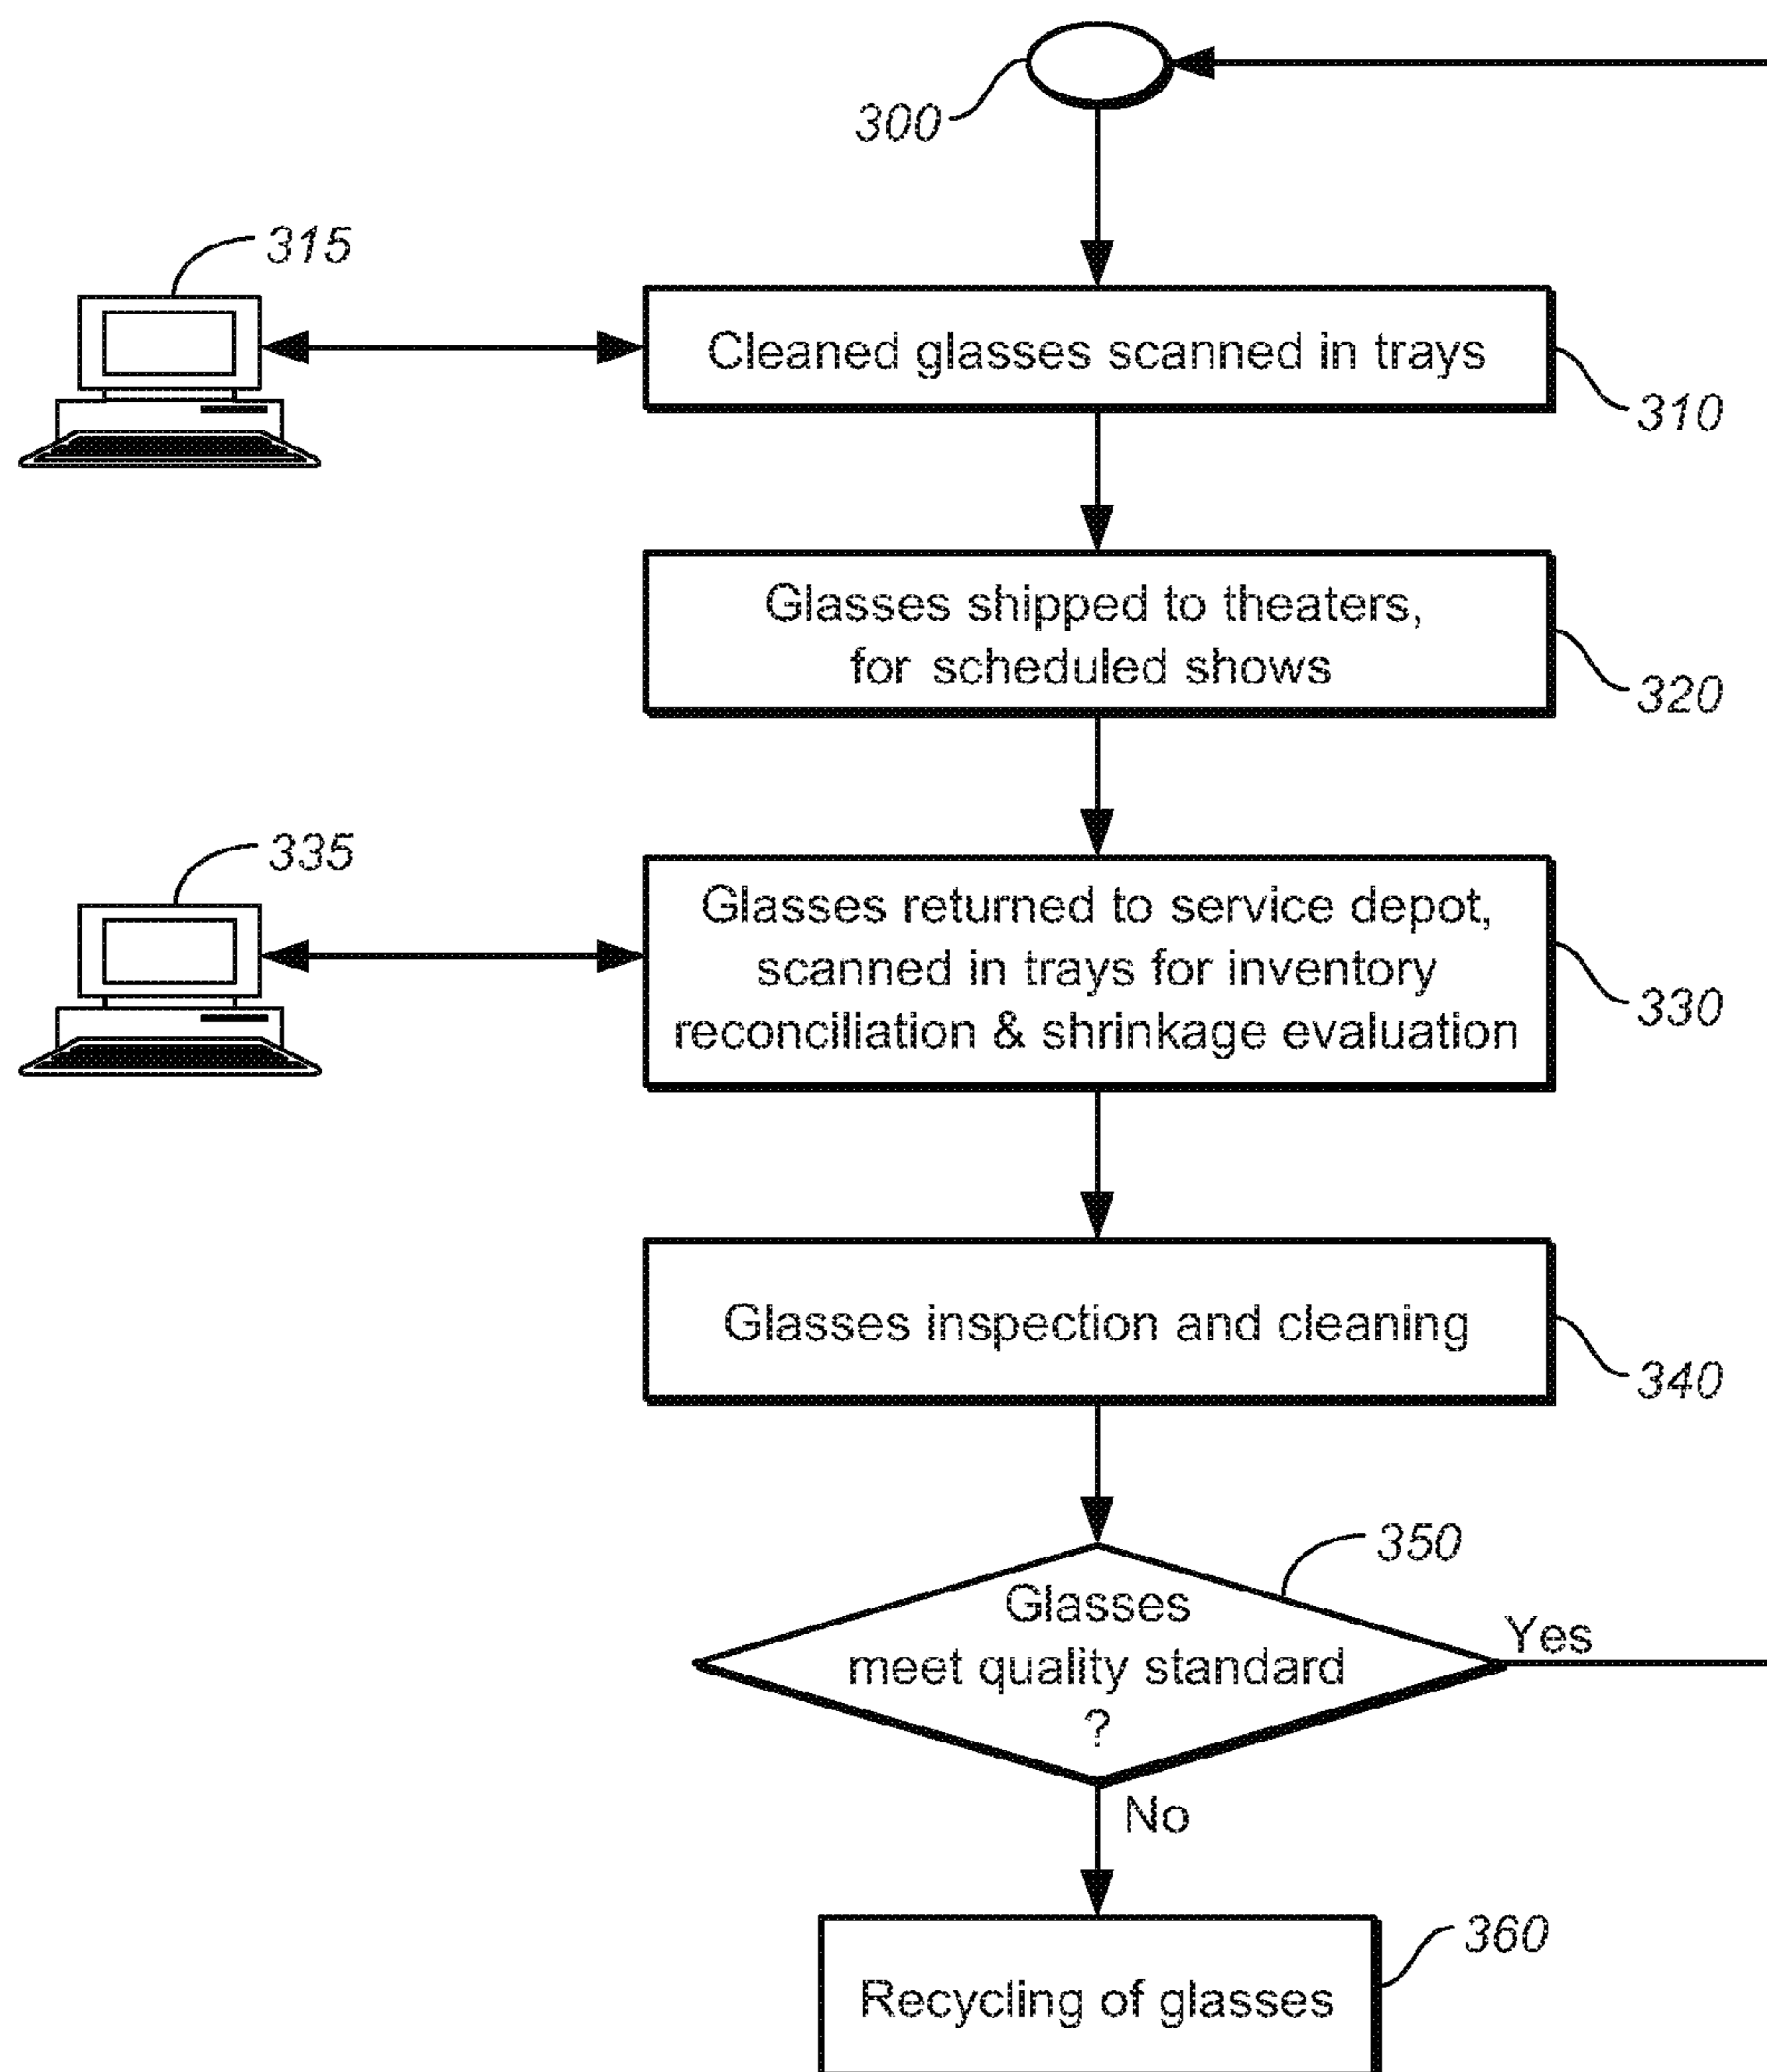 300
315
Cleaned glasses scanned in trays
310
Glasses shipped to theaters,
for scheduled shows
320
335
Glasses returned to service depot,
scanned in trays for inventory
reconciliation & shrinkage evaluation
330
Glasses inspection and cleaning
340
350
Glasses
meet quality standard
?
Yes
No
360
Recycling of glasses